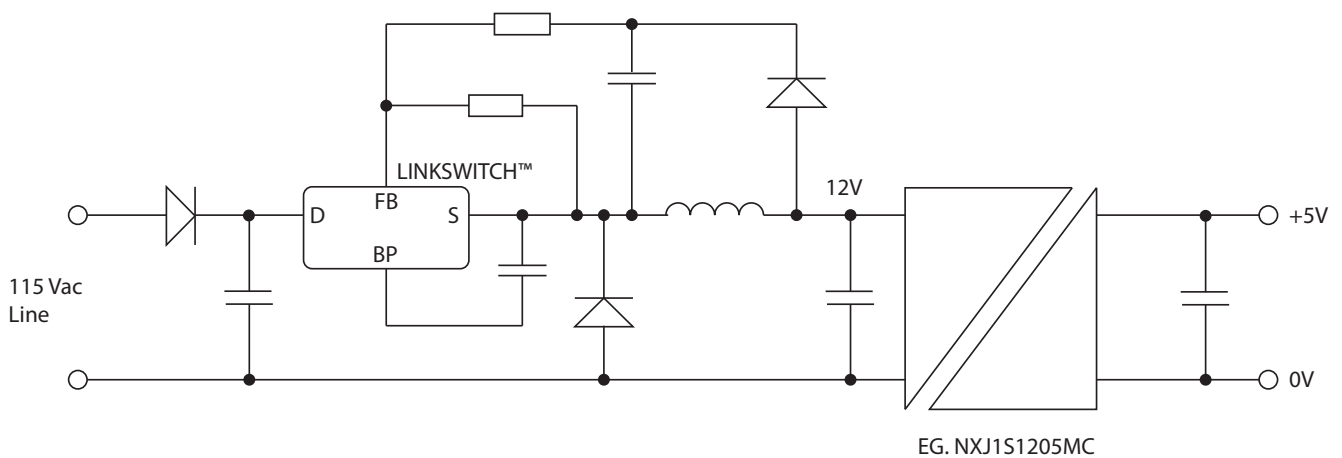 LINKSWITCH™
FB
D
S
BP
12V
+5V
115 Vac
Line
0V
EG. NXJ1S1205MC